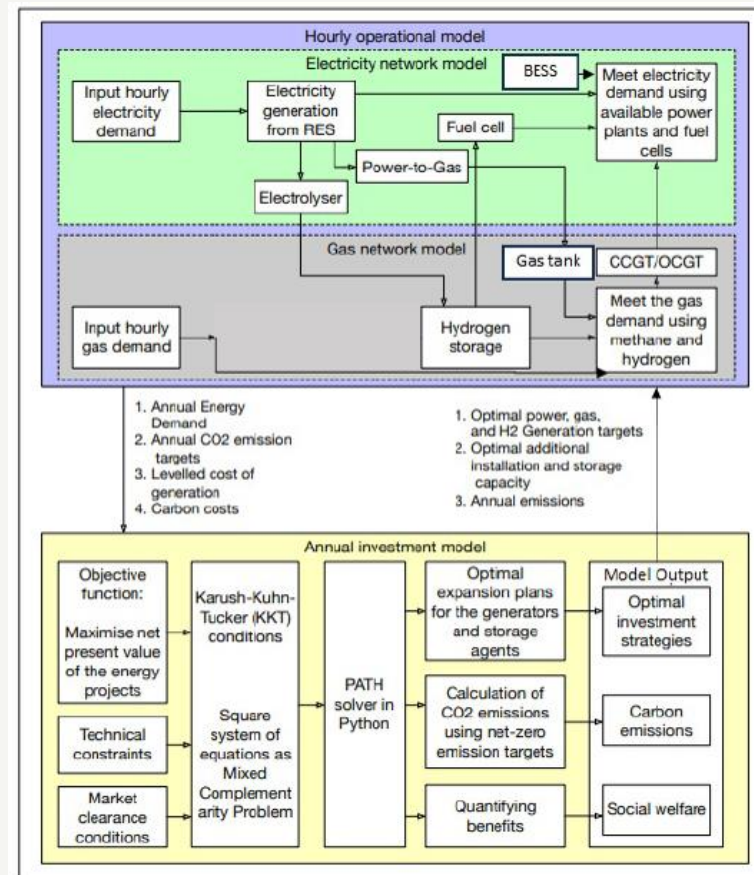 Hourly operational model
Electricity network model
BESS
Input hourly
electricity
demand
Electricity
generation
from RES
Meet electricity
demand using
available power
plants and fuel
cells
Fuel cell
Power-to-Gas
Electrolyser
Gas network model
Gas tank
CCGT/OCGT
Input hourly
gas demand
Hydrogen
storage
Meet the gas
demand using
methane and
hydrogen
1. Annual Energy
Demand
2. Annual CO2 emission
targets
3. Levelled cost of
generation
4. Carbon costs
1. Optimal power, gas,
and H2 Generation targets
2. Optimal additional
installation and storage
capacity
3. Annual emissions
Annual investment model
Objective
function:
Maximise net
present value
of the energy
projects
Technical
constraints
Market
clearance
conditions
Karush-Kuhn-
Tucker (KKT)
conditions
Square
system of
equations as
Mixed
Complement
arity Problem
PATH
solver in
Python
Optimal
expansion plans
for the generators
and storage
agents
Calculation of
CO2 emissions
using net-zero
emission targets
Quantifying
benefits
Model Output
Optimal
investment
strategies
Carbon
emissions
Social welfare